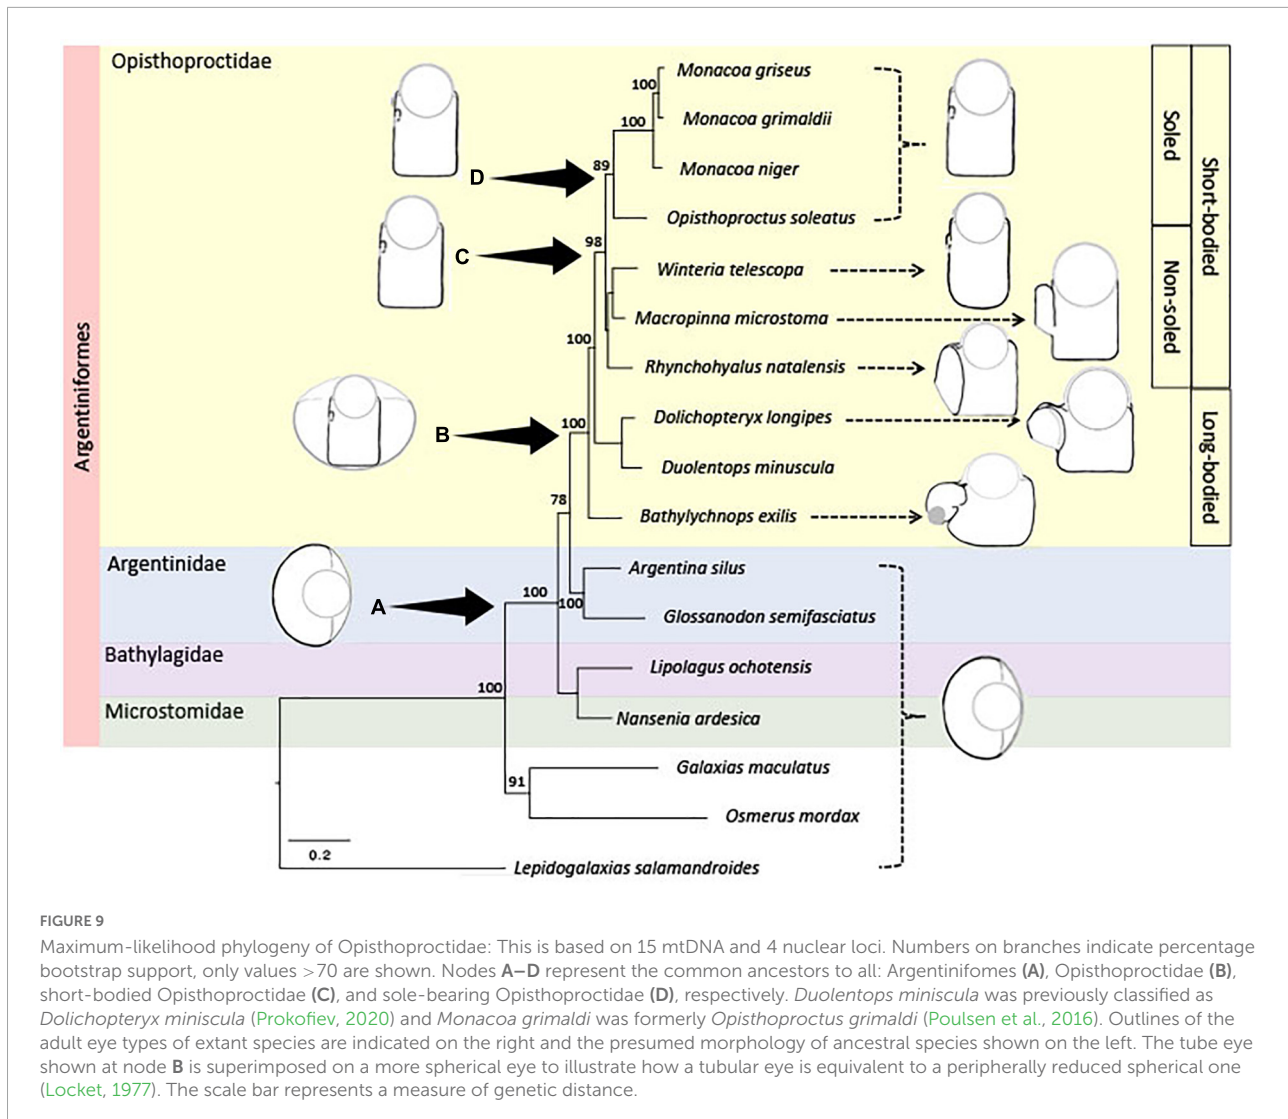 Opisthoproctidae
Monacoa griseus
100
Monacoa grimaldii
100
Monacoa niger
89
D
Opisthoproctus soleatus
98
C
Winteria telescopa
Macropinna microstoma
100
Rhynchohyalus natalensis
Dolichopteryx longipes
100
B
Duolentops minuscula
78
Bathylychnops exilis
Soled
Non-soled
Short-bodied
Long-bodied
Argentiniformes
Argentinidae
Argentina silus
100
A
100
Glossanodon semifasciatus
Bathylagidae
Lipolagus ochotensis
100
Microstomidae
Nansenia ardesica
Galaxias maculatus
91
Osmerus mordax
0.2
Lepidogalaxias salamandroides
FIGURE 9
Maximum-likelihood phylogeny of Opisthoproctidae: This is based on 15 mtDNA and 4 nuclear loci. Numbers on branches indicate percentage
bootstrap support, only values >70 are shown. Nodes A–D represent the common ancestors to all: Argentinifomes (A), Opisthoproctidae (B),
short-bodied Opisthoproctidae (C), and sole-bearing Opisthoproctidae (D), respectively. Duolentops miniscula was previously classified as
Dolichopteryx miniscula (Prokofiev, 2020) and Monacoa grimaldi was formerly Opisthoproctus grimaldi (Poulsen et al., 2016). Outlines of the
adult eye types of extant species are indicated on the right and the presumed morphology of ancestral species shown on the left. The tube eye
shown at node B is superimposed on a more spherical eye to illustrate how a tubular eye is equivalent to a peripherally reduced spherical one
(Locket, 1977). The scale bar represents a measure of genetic distance.